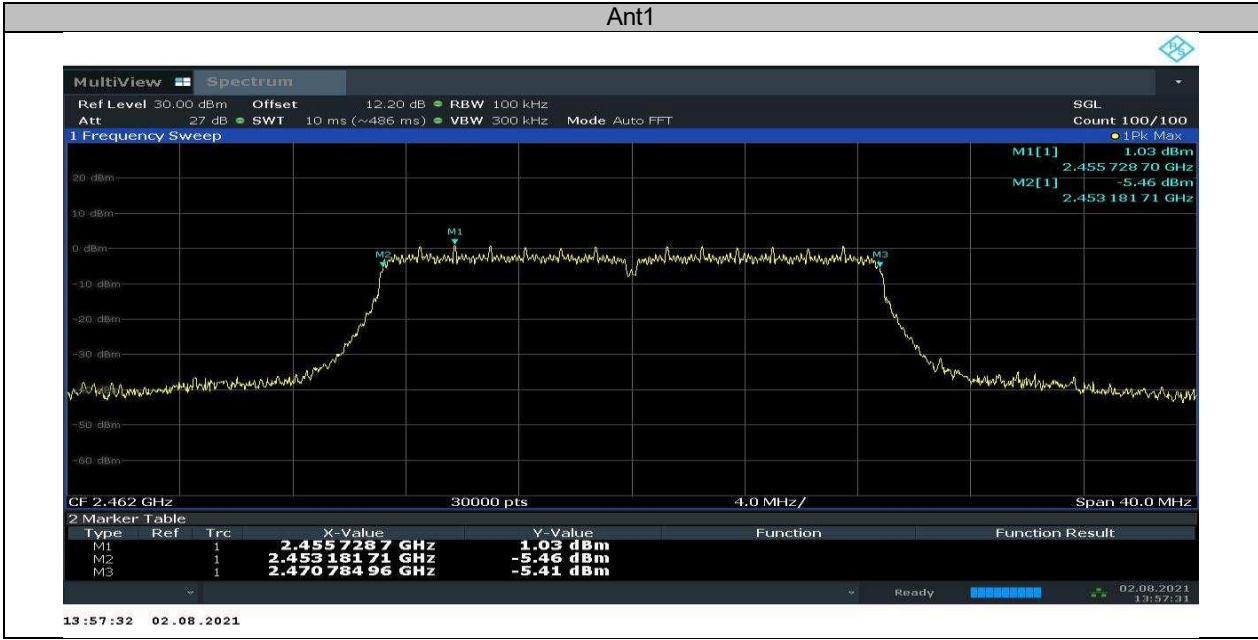 Ant1
MultiView Spectrum
Ref Level 30.00 dBm Offset 12.20 dB RBW 100 kHz SGL
Att 27 dB SWT 10 ms (~486 ms) VBW 300 kHz Mode Auto FFT Count 100/100
1 Frequency Sweep 1Pk Max
M1[1] 1.03 dBm
2.455 728 70 GHz
M2[1] -5.46 dBm
2.453 181 71 GHz
20 dBm
10 dBm
M1
0 dBm
M2 M3
-10 dBm
-20 dBm
-30 dBm
-50 dBm
-60 dBm
CF 2.462 GHz 30000 pts 4.0 MHz/ Span 40.0 MHz
2 Marker Table
Type Ref Trc X-Value Y-Value Function Function Result
M1 1 2.455 728 7 GHz 1.03 dBm
M2 1 2.453 181 71 GHz -5.46 dBm
M3 1 2.470 784 96 GHz -5.41 dBm
Ready 02.08.2021
13:57:31
13:57:32 02.08.2021